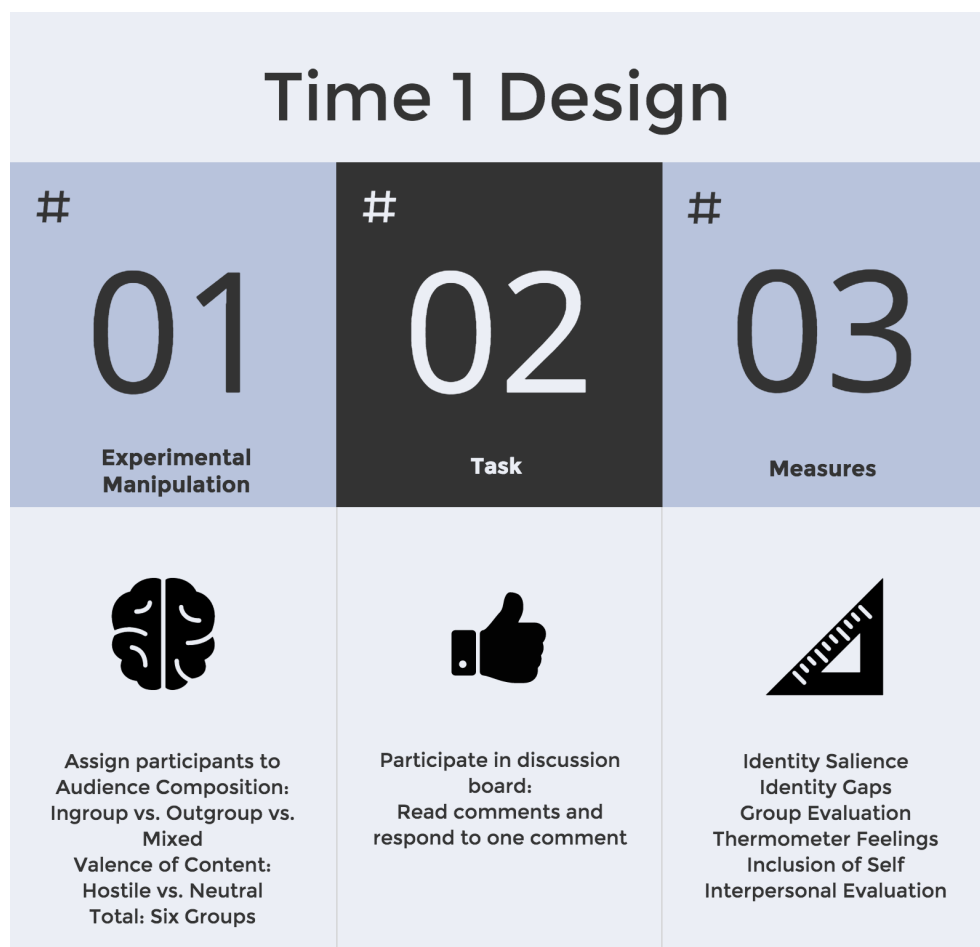 Time 1 Design
#
01
Experimental
Manipulation
#
02
Task
#
03
Measures
Assign participants to
Audience Composition:
Ingroup vs. Outgroup vs.
Mixed
Valence of Content:
Hostile vs. Neutral
Total: Six Groups
Participate in discussion
board:
Read comments and
respond to one comment
Identity Salience
Identity Gaps
Group Evaluation
Thermometer Feelings
Inclusion of Self
Interpersonal Evaluation